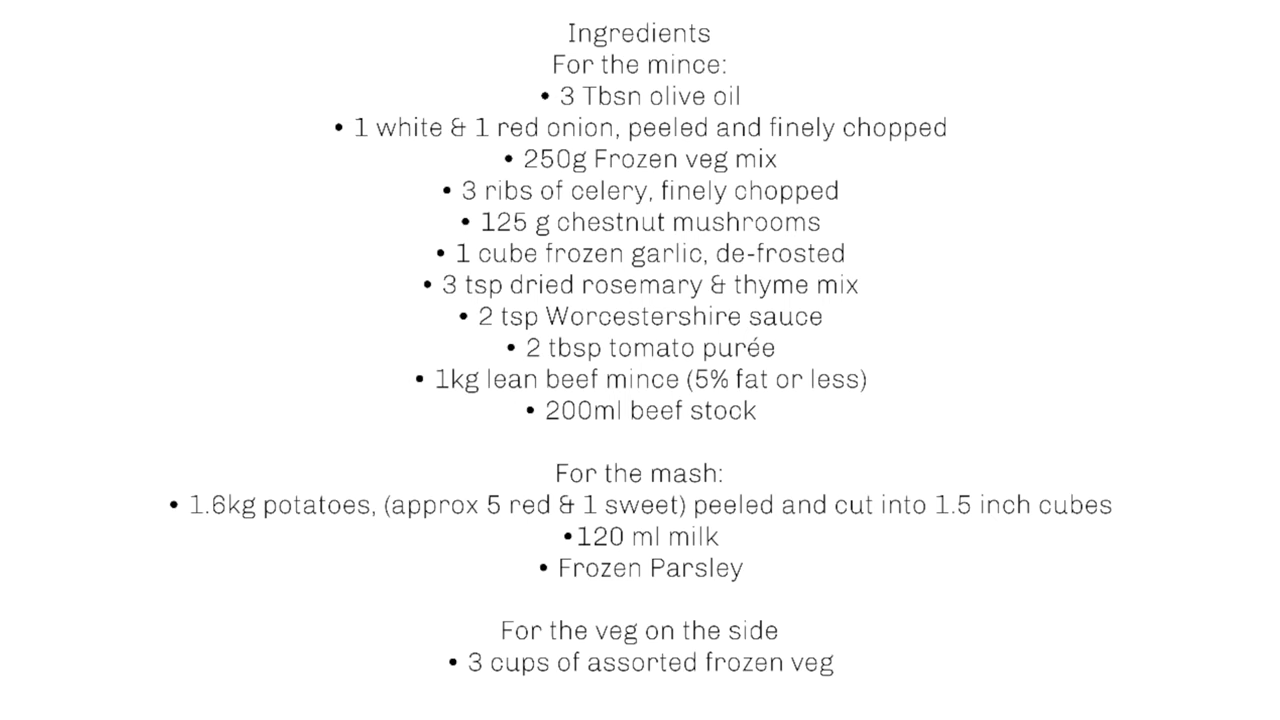 Ingredients
For the mince:
• 3 Tbsn olive oil
• 1 white & 1 red onion, peeled and finely chopped
• 250g Frozen veg mix
• 3 ribs of celery, finely chopped
• 125 g chestnut mushrooms
• 1 cube frozen garlic, de-frosted
• 3 tsp dried rosemary & thyme mix
• 2 tsp Worcestershire sauce
• 2 tbsp tomato purée
• 1kg lean beef mince (5% fat or less)
• 200ml beef stock
For the mash:
• 1.6kg potatoes, (approx 5 red & 1 sweet) peeled and cut into 1.5 inch cubes
•120 ml milk
• Frozen Parsley
For the veg on the side
• 3 cups of assorted frozen veg